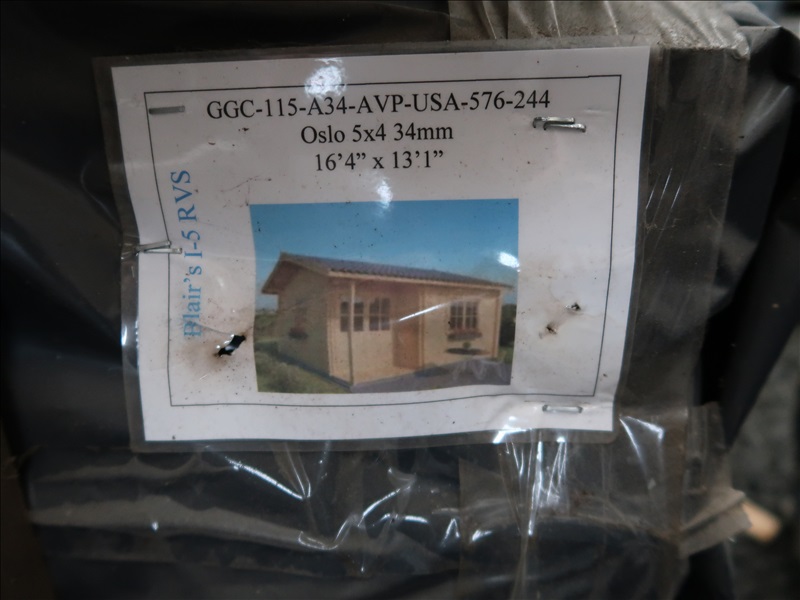 GGC-115-A34-AVP-USA-576-244
Oslo 5x4 34mm
16’4” x 13’1”
Blair’s I-5 RVS